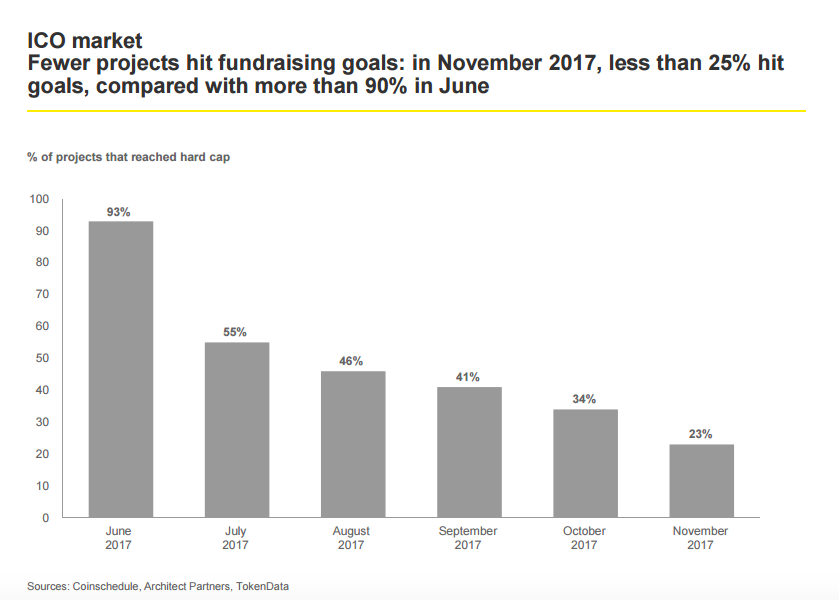 ICO market
Fewer projects hit fundraising goals: in November 2017, less than 25% hit
goals, compared with more than 90% in June
% of projects that reached hard cap
100
90
80
70
60
50
40
30
20
10
0
93%
55%
46%
41%
34%
23%
June
2017
July
2017
August
2017
September
2017
October
2017
November
2017
Sources: Coinschedule, Architect Partners, TokenData